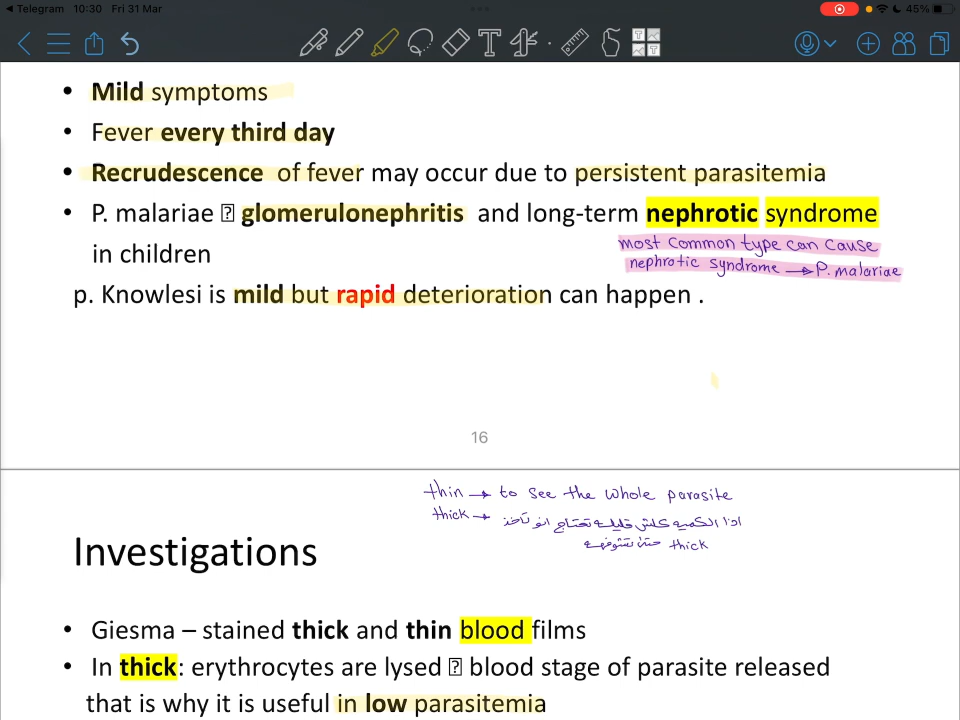 Telegram 10:30 Fri 31 Mar 45%
• Mild symptoms
• Fever every third day
• Recrudescence of fever may occur due to persistent parasitemia
• P. malariae glomerulonephritis and long-term nephrotic syndrome
in children
most common type can cause
nephrotic syndrome → P. malariae
p. Knowlesi is mild but rapid deterioration can happen .
16
thin → to see the whole parasite
thick → اذا الكميه كلش قليله تحتاج انو تاخذ
thick حتى تشوفهه
Investigations
• Giesma – stained thick and thin blood films
• In thick: erythrocytes are lysed blood stage of parasite released
that is why it is useful in low parasitemia